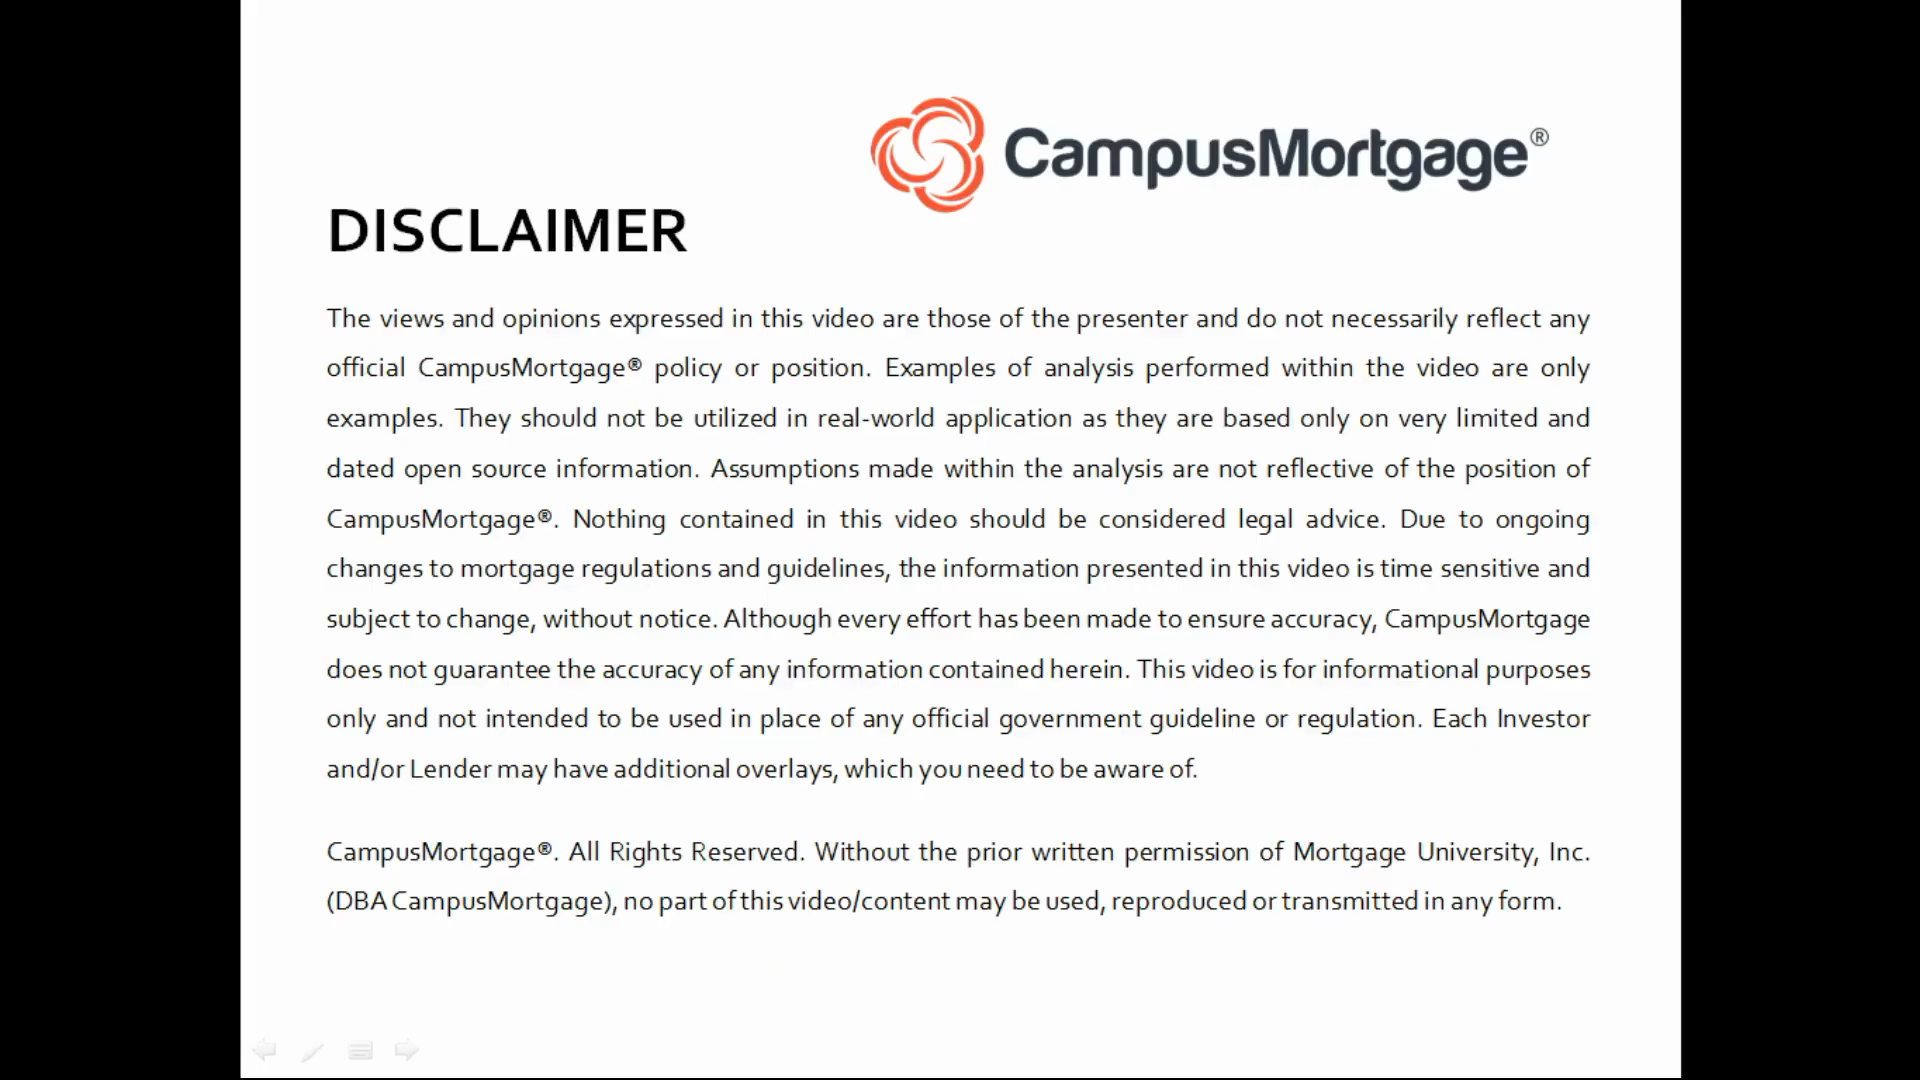 CampusMortgage®
DISCLAIMER
The views and opinions expressed in this video are those of the presenter and do not necessarily reflect any
official CampusMortgage® policy or position. Examples of analysis performed within the video are only
examples. They should not be utilized in real-world application as they are based only on very limited and
dated open source information. Assumptions made within the analysis are not reflective of the position of
CampusMortgage®. Nothing contained in this video should be considered legal advice. Due to ongoing
changes to mortgage regulations and guidelines, the information presented in this video is time sensitive and
subject to change, without notice. Although every effort has been made to ensure accuracy, CampusMortgage
does not guarantee the accuracy of any information contained herein. This video is for informational purposes
only and not intended to be used in place of any official government guideline or regulation. Each Investor
and/or Lender may have additional overlays, which you need to be aware of.
CampusMortgage®. All Rights Reserved. Without the prior written permission of Mortgage University, Inc.
(DBA CampusMortgage), no part of this video/content may be used, reproduced or transmitted in any form.